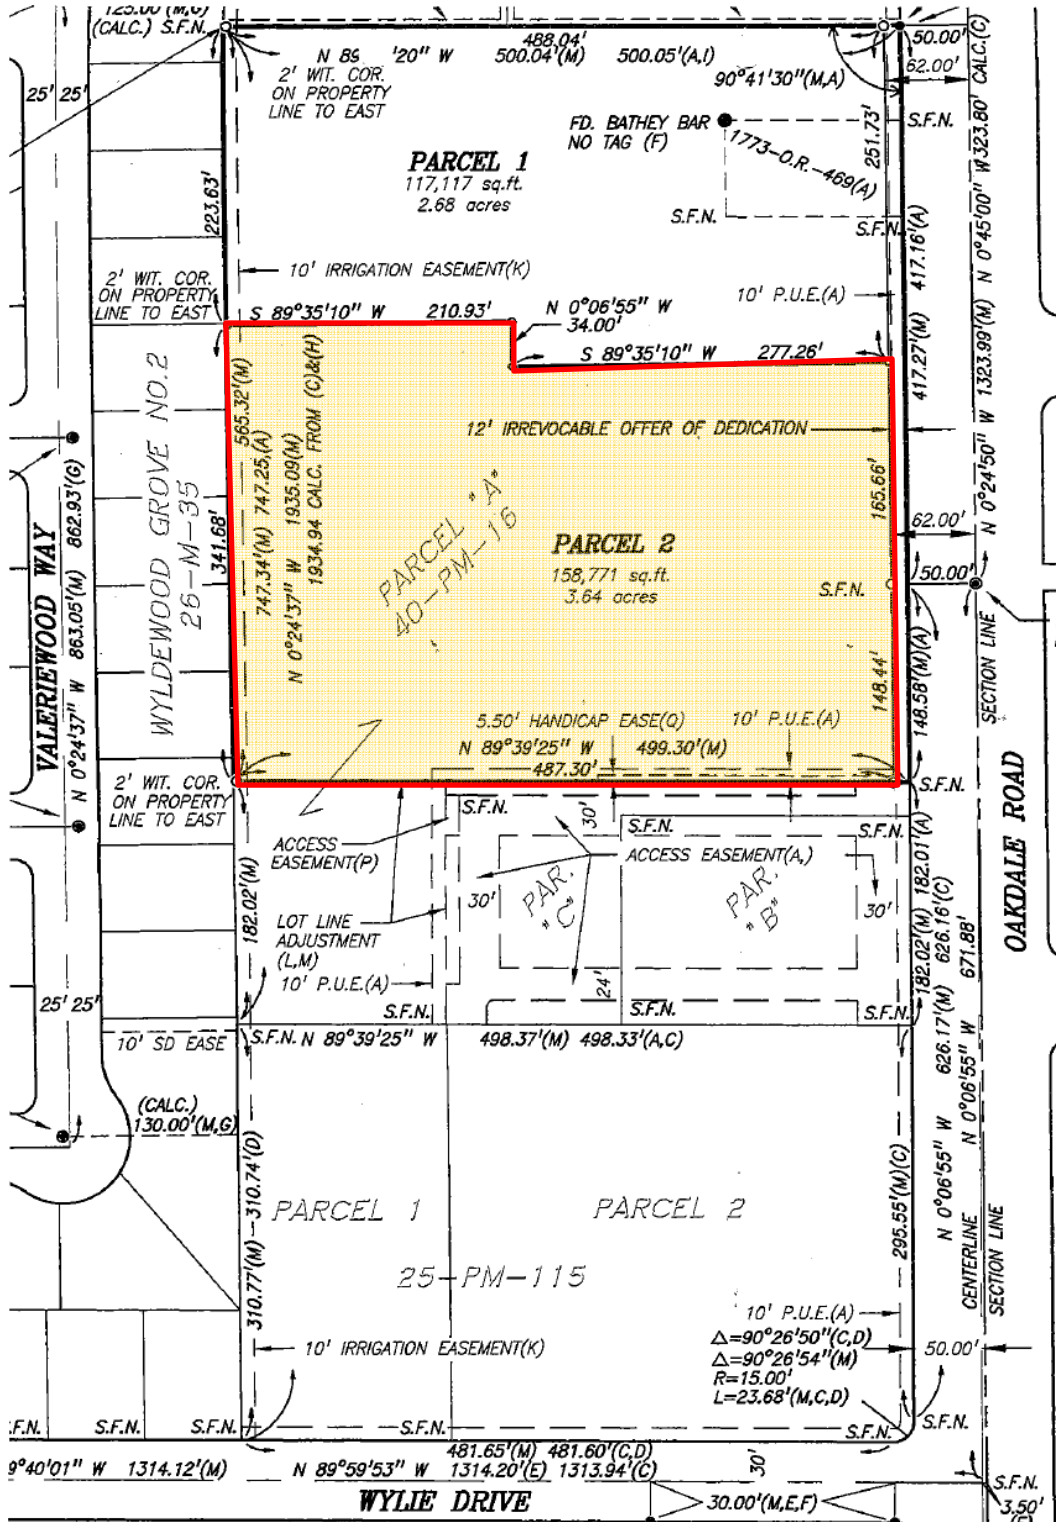 (CALC.) S.F.N.
488.04'
N 89
'20" W
500.04'(M)
500.05'(A,I)
50.00'
62.00'
2' WIT. COR.
ON PROPERTY
LINE TO EAST
90°41'30"(M,A)
25' 25'
FD. BATHEY BAR
NO TAG (F)
S.F.N.
251.73'
1773-O.R.-469(A)
PARCEL 1
117,117 sq.ft.
2.68 acres
223.63'
S.F.N.
S.F.N.
417.16'(A)
N 0°45'00" W 323.80' CALC.(C)
10' IRRIGATION EASEMENT(K)
2' WIT. COR.
ON PROPERTY
LINE TO EAST
10' P.U.E.(A)
S 89°35'10" W
210.93'
N 0°06'55" W
34.00'
S 89°35'10" W
277.26'
417.27'(M)
N 0°24'50" W 1323.99'(M)
565.32'(M)
747.34'(M) 747.25,(A)
N 0°24'37" W 1935.09(M)
1934.94 CALC. FROM (C)&(H)
12' IRREVOCABLE OFFER OF DEDICATION
WYLDEWOOD GROVE NO.2
26-M-35
341.68'
165.66'
PARCEL "A"
40-PM-16
62.00'
PARCEL 2
158,771 sq.ft.
3.64 acres
S.F.N.
50.00'
VALERIEWOOD WAY
N 0°24'37" W 863.05'(M) 862.93'(G)
148.44'
148.58'(M)(A)
SECTION LINE
5.50' HANDICAP EASE(Q)
10' P.U.E.(A)
N 89°39'25" W
499.30'(M)
487.30'
2' WIT. COR.
ON PROPERTY
LINE TO EAST
S.F.N.
S.F.N.
30'
S.F.N.
S.F.N.
OAKDALE ROAD
ACCESS
EASEMENT(P)
ACCESS EASEMENT(A,)
182.02'(M)
30'
PAR.
"C"
PAR.
"B"
30'
182.02'(M) 182.01'(A)
LOT LINE
ADJUSTMENT
(L,M)
10' P.U.E.(A)
24'
626.17'(M) 626.16'(C)
671.88'
25' 25'
S.F.N.
S.F.N.
S.F.N.
10' SD EASE
S.F.N. N 89°39'25" W
498.37'(M) 498.33'(A,C)
(CALC.)
130.00'(M,G)
N 0°06'55" W
CENTERLINE N 0°06'55" W
SECTION LINE
310.77'(M) 310.74'(D)
295.55'(M)(C)
PARCEL 1
PARCEL 2
25-PM-115
10' P.U.E.(A)
△=90°26'50"(C,D)
△=90°26'54"(M)
R=15.00'
L=23.68'(M,C,D)
10' IRRIGATION EASEMENT(K)
50.00'
S.F.N.
S.F.N.
S.F.N.
S.F.N.
S.F.N.
S.F.N.
481.65'(M) 481.60'(C,D)
9°40'01" W 1314.12'(M)
N 89°59'53" W 1314.20'(E) 1313.94'(C)
30'
S.F.N.
WYLIE DRIVE
30.00'(M,E,F)
3.50'